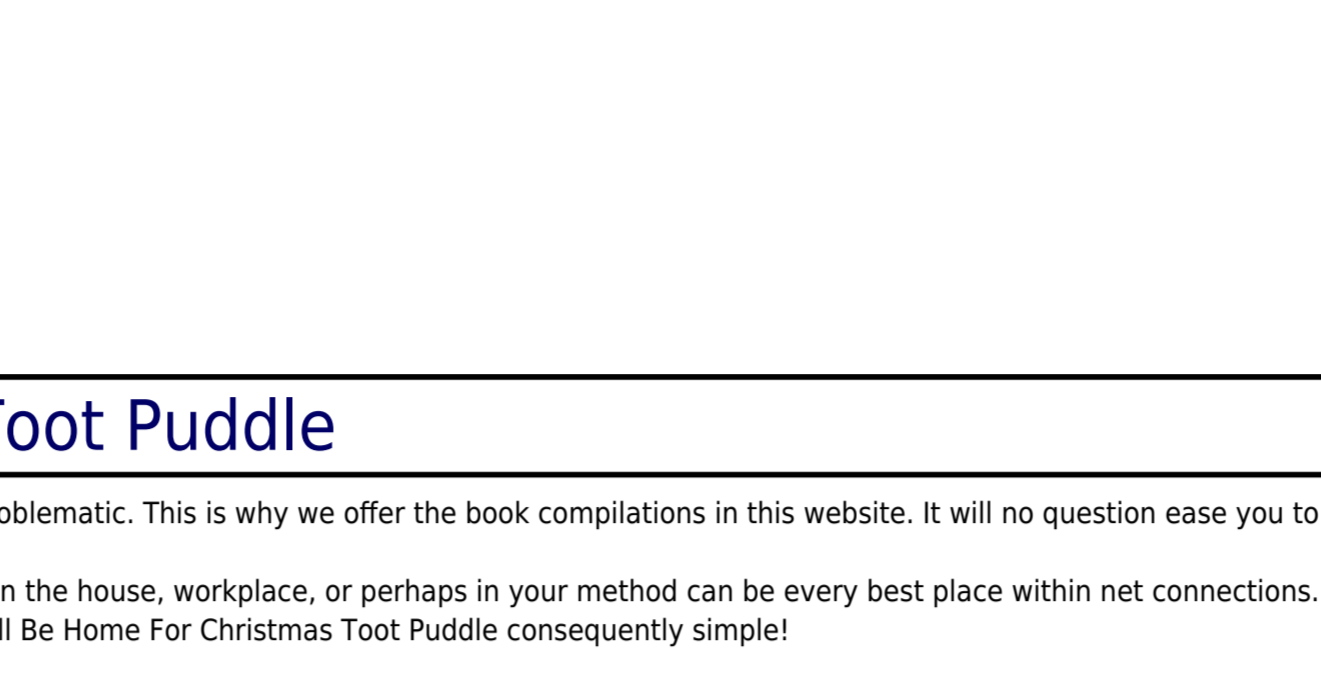 Toot Puddle
oblematic. This is why we offer the book compilations in this website. It will no question ease you to
n the house, workplace, or perhaps in your method can be every best place within net connections.
ll Be Home For Christmas Toot Puddle consequently simple!